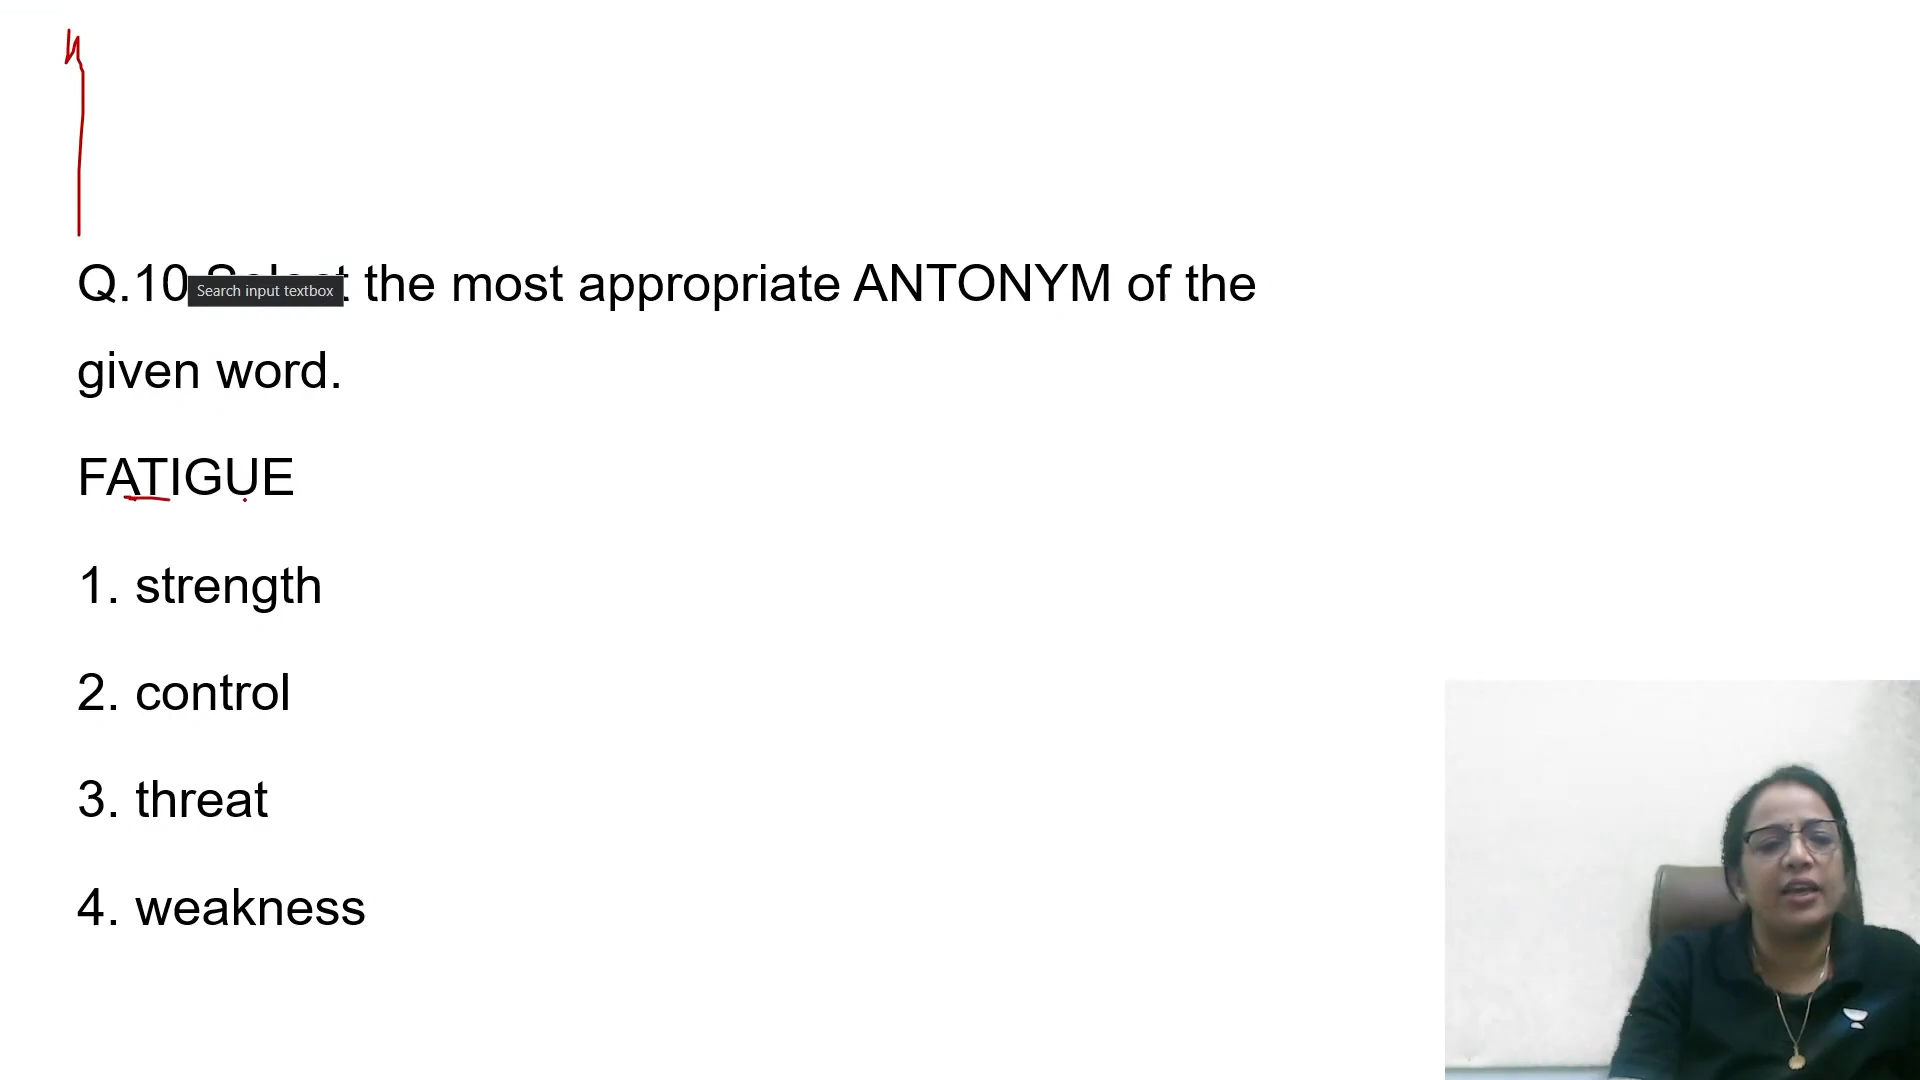 Q.10 Select the most appropriate ANTONYM of the
Search input textbox
given word.
FATIGUE
1. strength
2. control
3. threat
4. weakness